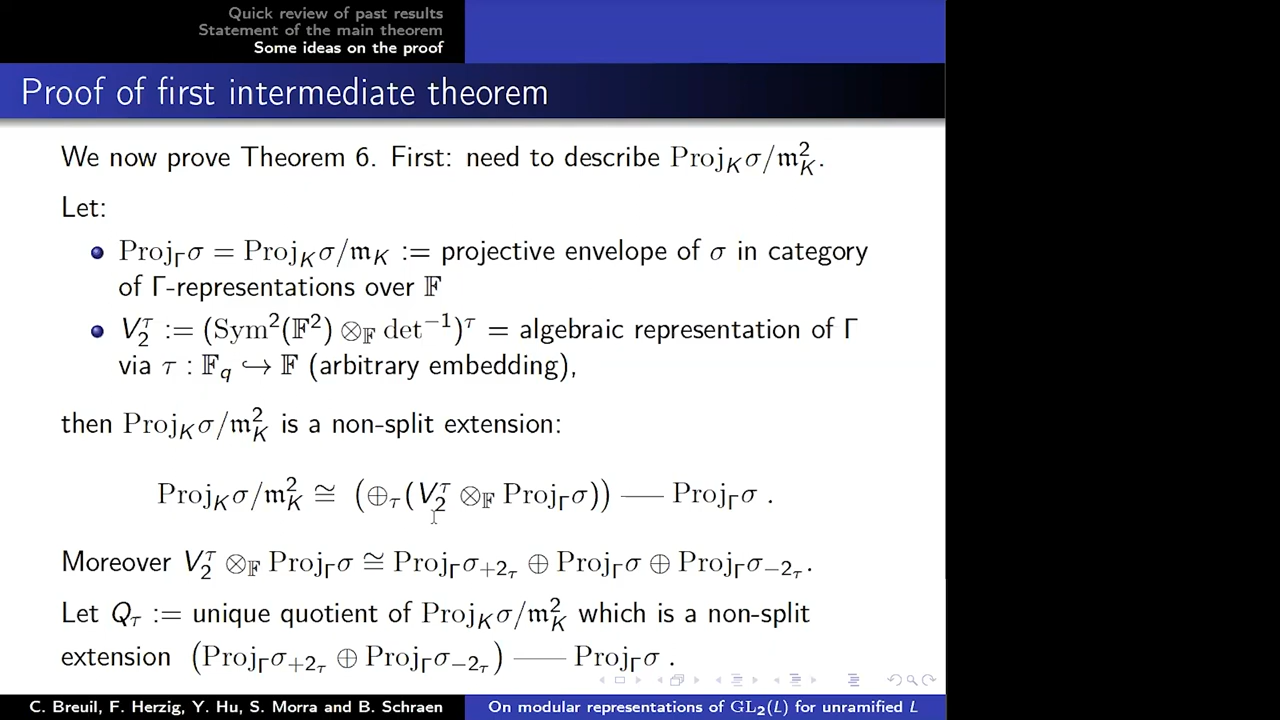 Quick review of past results
Statement of the main theorem
Some ideas on the proof
Proof of first intermediate theorem
We now prove Theorem 6. First: need to describe Proj_K σ/𝔪_K^2.
Let:
Proj_Γ σ = Proj_K σ/𝔪_K := projective envelope of σ in category
of Γ-representations over 𝔽
V_2^τ := (Sym^2(𝔽^2) ⊗_𝔽 det^{-1})^τ = algebraic representation of Γ
via τ : 𝔽_q ↪ 𝔽 (arbitrary embedding),
then Proj_K σ/𝔪_K^2 is a non-split extension:
Proj_K σ/𝔪_K^2 ≅ (⊕_τ (V_2^τ ⊗_𝔽 Proj_Γ σ)) — Proj_Γ σ .
Moreover V_2^τ ⊗_𝔽 Proj_Γ σ ≅ Proj_Γ σ_{+2_τ} ⊕ Proj_Γ σ ⊕ Proj_Γ σ_{-2_τ}.
Let Q_τ := unique quotient of Proj_K σ/𝔪_K^2 which is a non-split
extension (Proj_Γ σ_{+2_τ} ⊕ Proj_Γ σ_{-2_τ}) — Proj_Γ σ .
C. Breuil, F. Herzig, Y. Hu, S. Morra and B. Schraen
On modular representations of GL_2(L) for unramified L